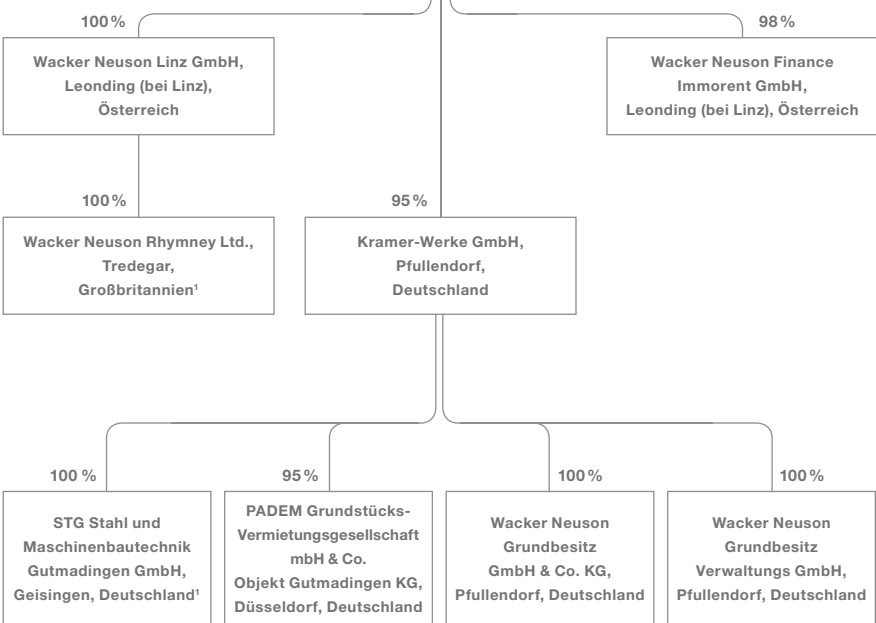 100 %
Wacker Neuson Linz GmbH,
Leonding (bei Linz),
Österreich
98 %
Wacker Neuson Finance
Immorent GmbH,
Leonding (bei Linz), Österreich
100 %
Wacker Neuson Rhymney Ltd.,
Tredegar,
Großbritannien¹
95 %
Kramer-Werke GmbH,
Pfullendorf,
Deutschland
100 %
STG Stahl und
Maschinenbautechnik
Gutmadingen GmbH,
Geisingen, Deutschland¹
95 %
PADEM Grundstücks-
Vermietungsgesellschaft
mbH & Co.
Objekt Gutmadingen KG,
Düsseldorf, Deutschland
100 %
Wacker Neuson
Grundbesitz
GmbH & Co. KG,
Pfullendorf, Deutschland
100 %
Wacker Neuson
Grundbesitz
Verwaltungs GmbH,
Pfullendorf, Deutschland